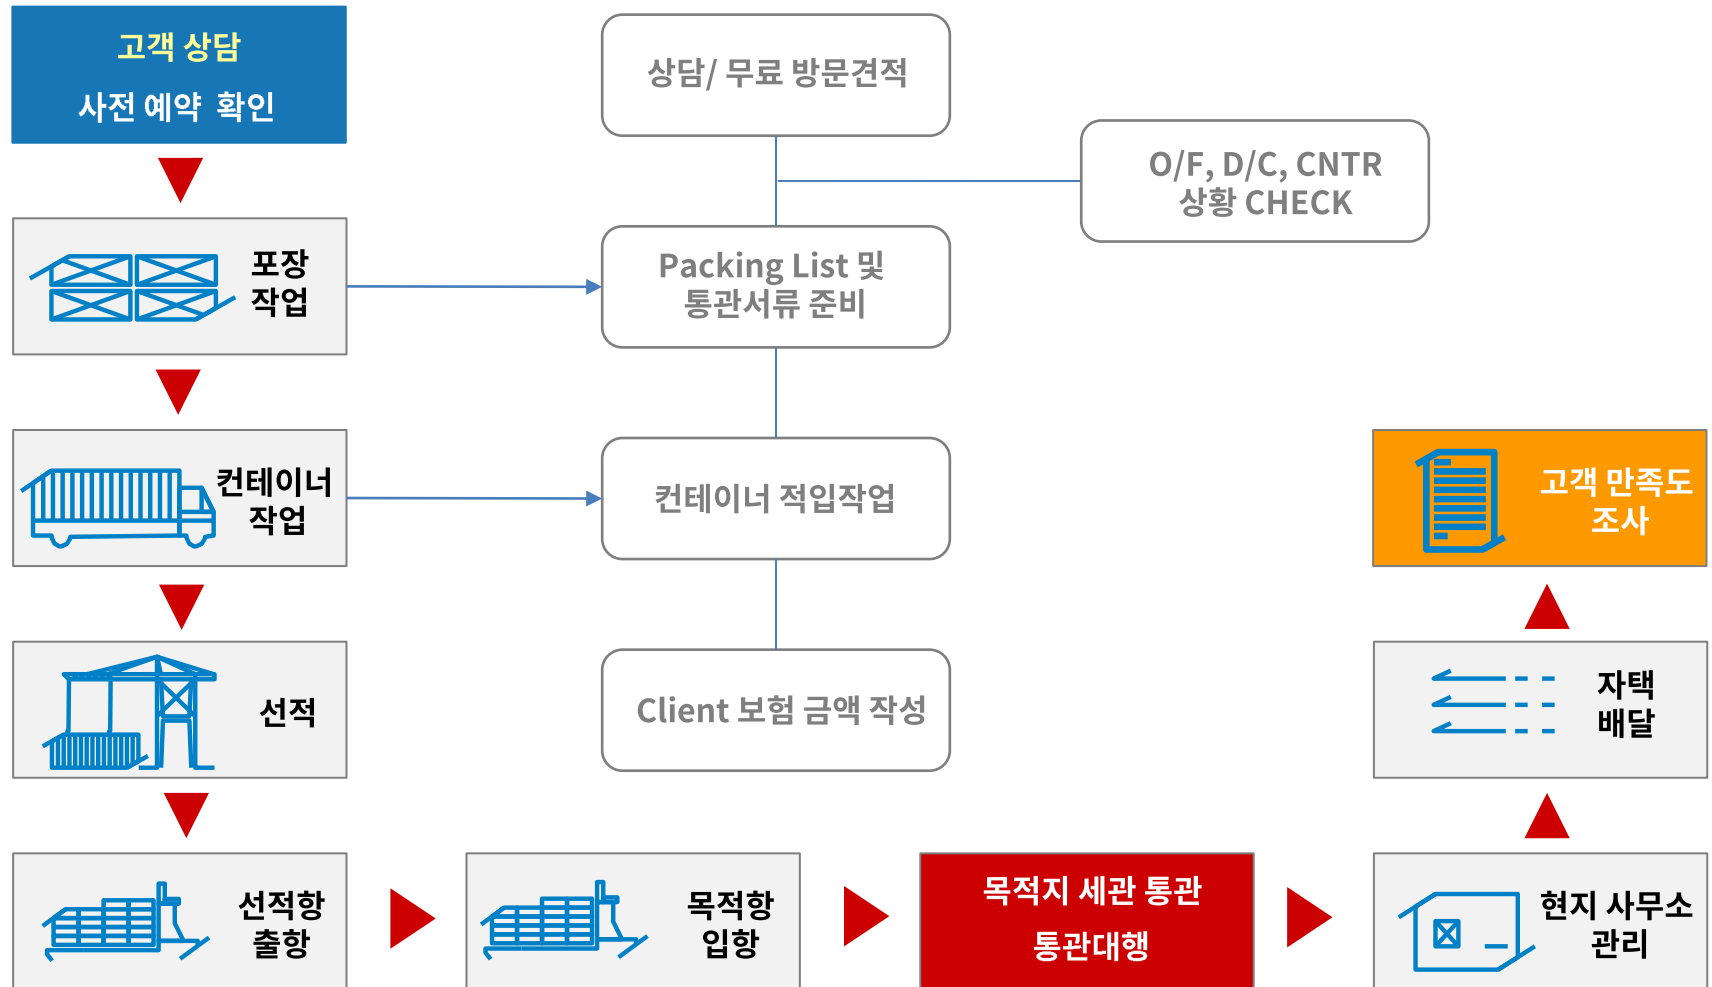 고객 상담
사전 예약 확인
상담/ 무료 방문견적
O/F, D/C, CNTR
상황 CHECK
포장
작업
Packing List 및
통관서류 준비
컨테이너
작업
컨테이너 적입작업
고객 만족도
조사
선적
Client 보험 금액 작성
자택
배달
선적항
출항
목적항
입항
목적지 세관 통관
통관대행
현지 사무소
관리